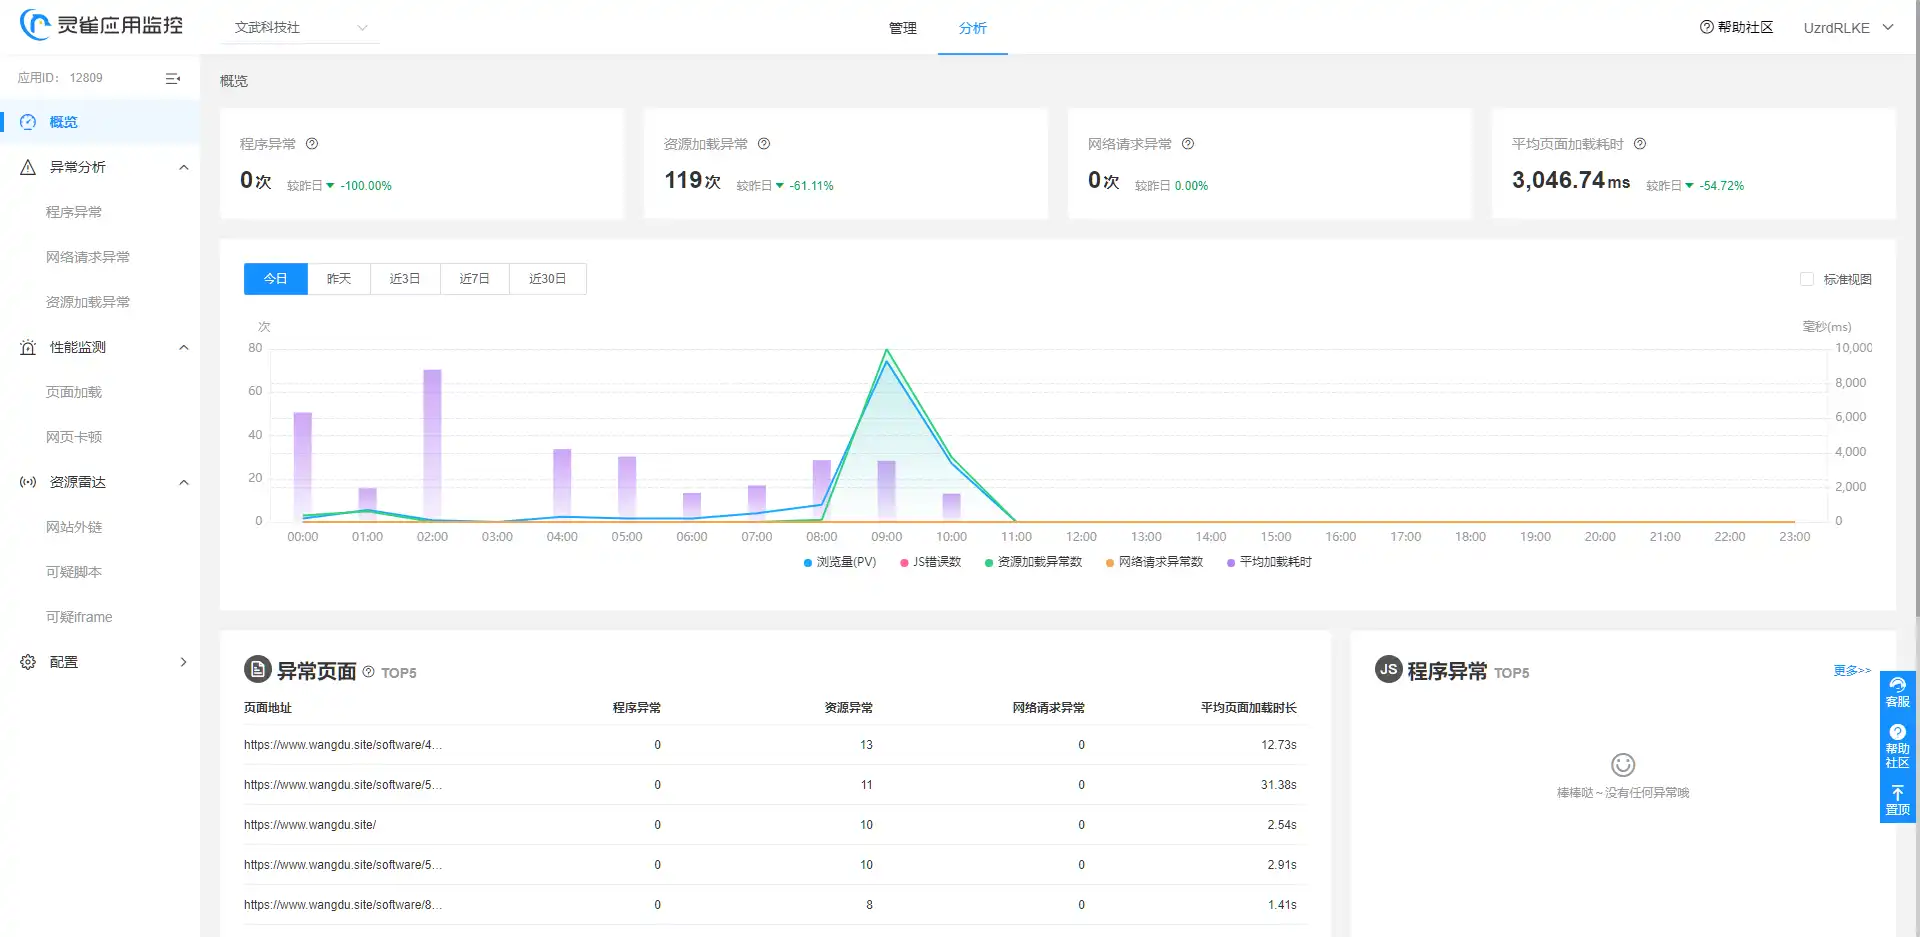 灵雀应用监控
文武科技社
管理
分析
帮助社区
UzrdRLKE
应用ID： 12809
概览
异常分析
程序异常
网络请求异常
资源加载异常
性能监测
页面加载
网页卡顿
资源雷达
网站外链
可疑脚本
可疑iframe
配置
概览
程序异常
0次 较昨日 -100.00%
资源加载异常
119次 较昨日 -61.11%
网络请求异常
0次 较昨日 0.00%
平均页面加载耗时
3,046.74ms 较昨日 -54.72%
今日 昨天 近3日 近7日 近30日
标准视图
次
毫秒(ms)
80
60
40
20
0
10,000
8,000
6,000
4,000
2,000
0
00:00 01:00 02:00 03:00 04:00 05:00 06:00 07:00 08:00 09:00 10:00 11:00 12:00 13:00 14:00 15:00 16:00 17:00 18:00 19:00 20:00 21:00 22:00 23:00
浏览量(PV) JS错误数 资源加载异常数 网络请求异常数 平均加载耗时
异常页面 TOP5
页面地址 程序异常 资源异常 网络请求异常 平均页面加载时长
https://www.wangdu.site/software/4... 0 13 0 12.73s
https://www.wangdu.site/software/5... 0 11 0 31.38s
https://www.wangdu.site/ 0 10 0 2.54s
https://www.wangdu.site/software/5... 0 10 0 2.91s
https://www.wangdu.site/software/8... 0 8 0 1.41s
JS 程序异常 TOP5
更多>>
棒棒哒～没有任何异常哦
客服
帮助
社区
置顶